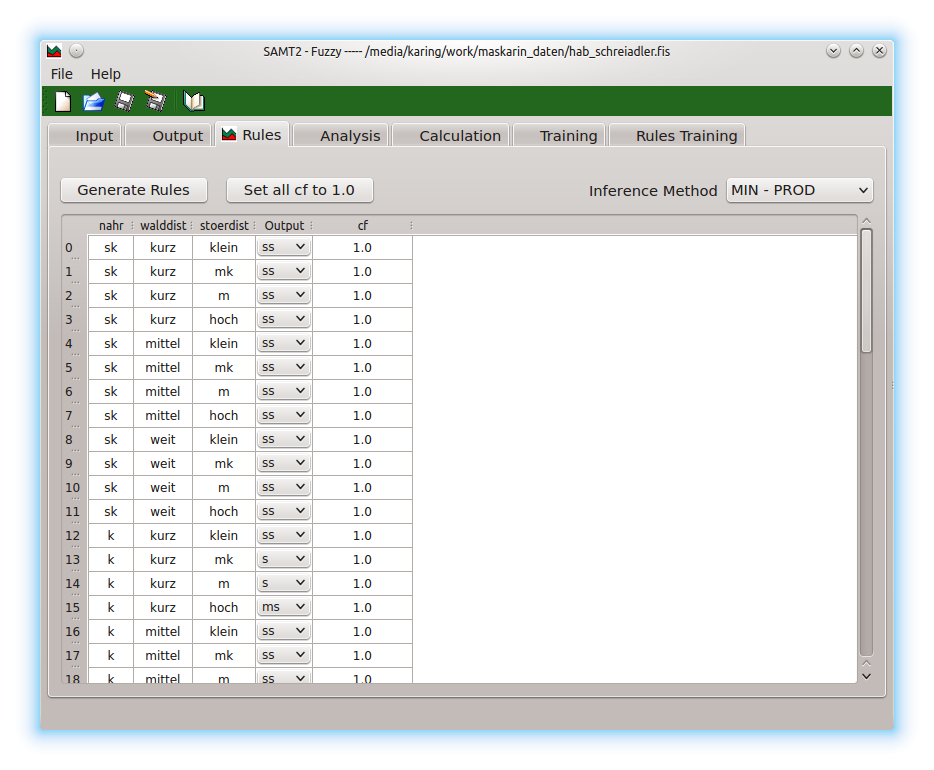 SAMT2 - Fuzzy ----- /media/karing/work/maskarin_daten/hab_schreiadler.fis
File Help
Input Output Rules Analysis Calculation Training Rules Training
Generate Rules Set all cf to 1.0 Inference Method MIN - PROD
nahr walddist stoerdist Output cf
0 sk kurz klein ss 1.0
1 sk kurz mk ss 1.0
2 sk kurz m ss 1.0
3 sk kurz hoch ss 1.0
4 sk mittel klein ss 1.0
5 sk mittel mk ss 1.0
6 sk mittel m ss 1.0
7 sk mittel hoch ss 1.0
8 sk weit klein ss 1.0
9 sk weit mk ss 1.0
10 sk weit m ss 1.0
11 sk weit hoch ss 1.0
12 k kurz klein ss 1.0
13 k kurz mk s 1.0
14 k kurz m s 1.0
15 k kurz hoch ms 1.0
16 k mittel klein ss 1.0
17 k mittel mk ss 1.0
18 k mittel m ss 1.0